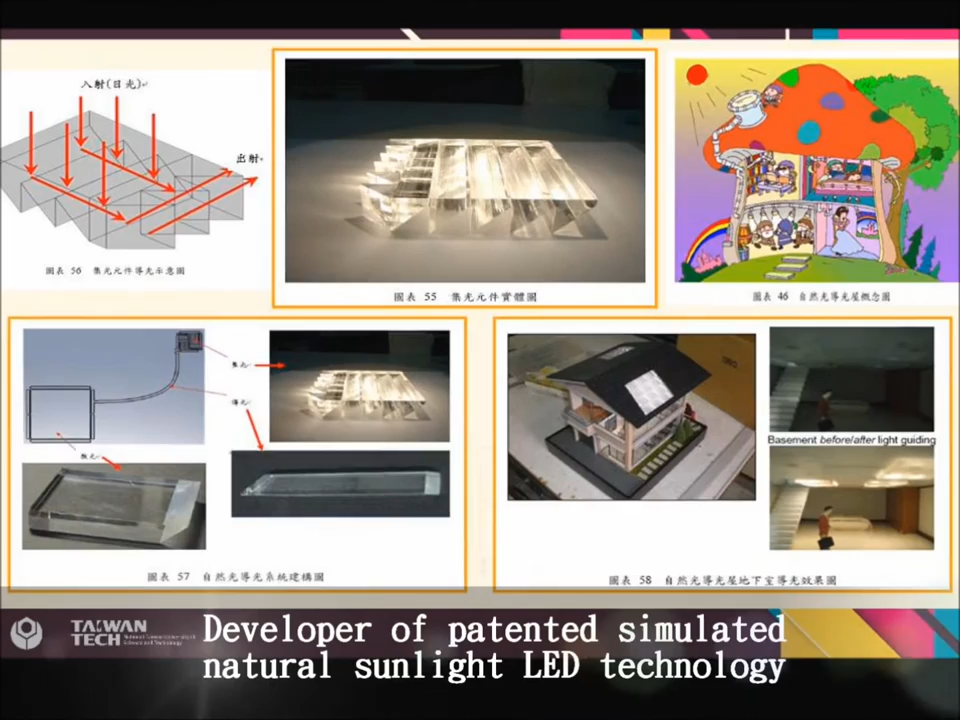 入射(日光)
出射
圖表 56 集光元件導光示意圖
圖表 55 集光元件實體圖
圖表 46 自然光導光屋概念圖
集光
導光
散光
圖表 57 自然光導光系統建構圖
Basement before/after light guiding
圖表 58 自然光導光屋地下室導光效果圖
TAIWAN
TECH
Developer of patented simulated
natural sunlight LED technology